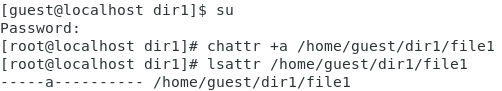 [guest@localhost dir1]$ su
Password:
[root@localhost dir1]# chattr +a /home/guest/dir1/file1
[root@localhost dir1]# lsattr /home/guest/dir1/file1
-----a---------- /home/guest/dir1/file1